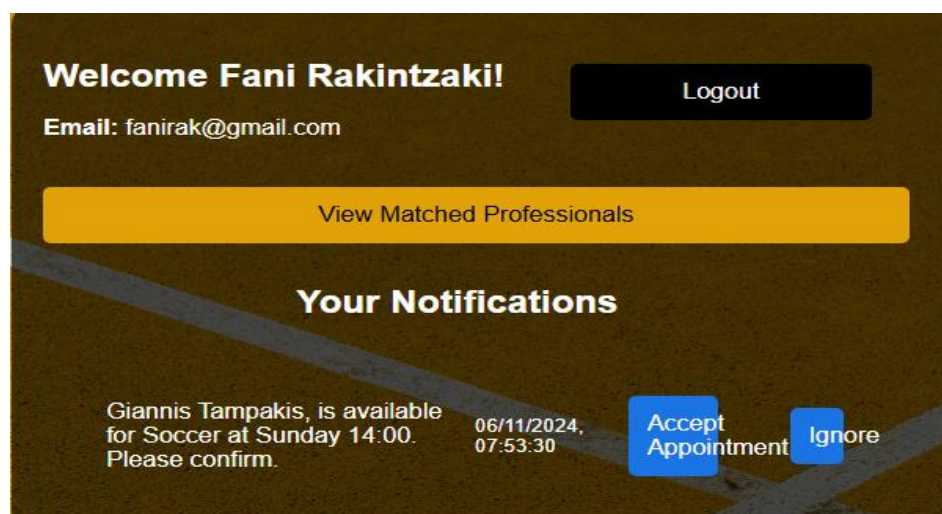 Welcome Fani Rakintzaki!
Logout
Email: fanirak@gmail.com
View Matched Professionals
Your Notifications
Giannis Tampakis, is available
for Soccer at Sunday 14:00.
Please confirm.
06/11/2024,
07:53:30
Accept
Appointment
Ignore